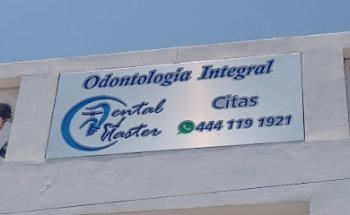 Odontología Integral
Dental
Master
Citas
444 119 1921